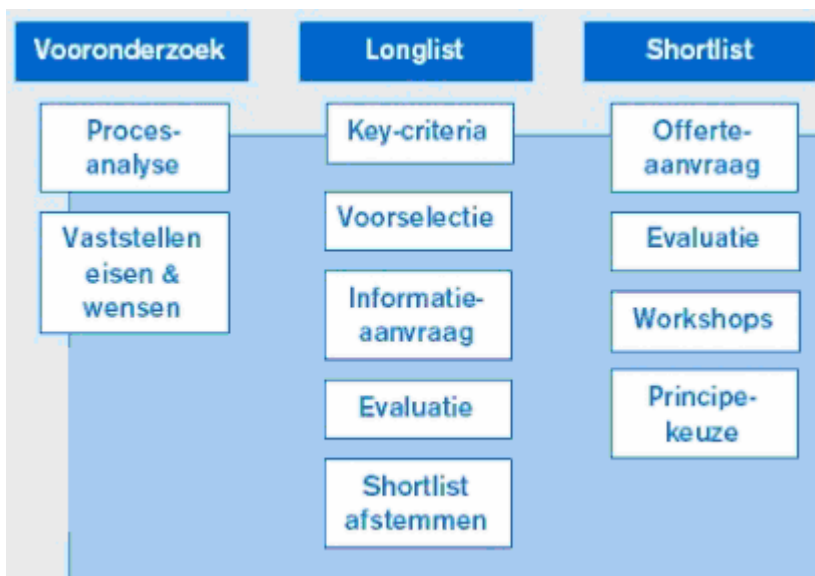 Vooronderzoek
Proces-
analyse
Vaststellen
eisen &
wensen
Longlist
Key-criteria
Voorselectie
Informatie-
aanvraag
Evaluatie
Shortlist
afstemmen
Shortlist
Offerte-
aanvraag
Evaluatie
Workshops
Principe-
keuze